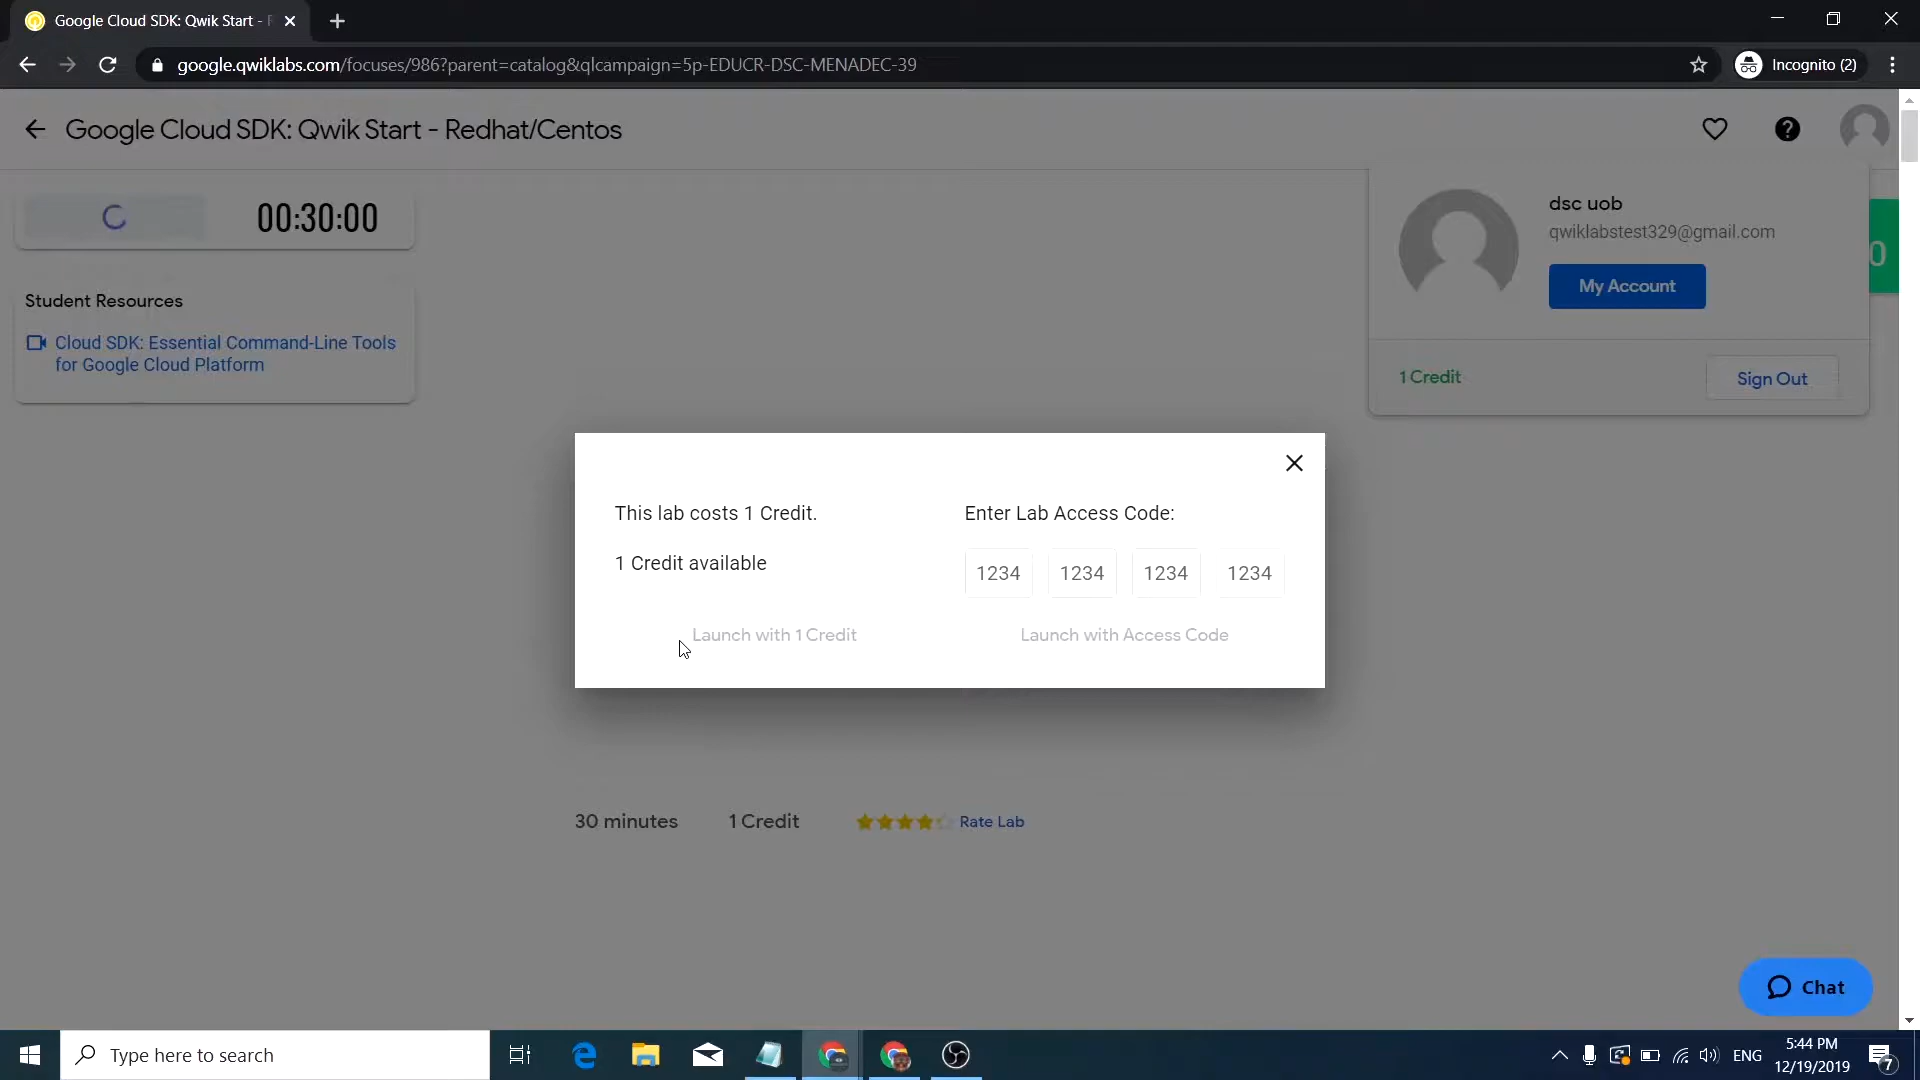 Google Cloud SDK: Qwik Start -
google.qwiklabs.com/focuses/986?parent=catalog&qlcampaign=5p-EDUCR-DSC-MENADEC-39
Incognito (2)
Google Cloud SDK: Qwik Start - Redhat/Centos
00:30:00
dsc uob
qwiklabstest329@gmail.com
My Account
0
Student Resources
Cloud SDK: Essential Command-Line Tools
for Google Cloud Platform
1 Credit
Sign Out
This lab costs 1 Credit.
1 Credit available
Launch with 1 Credit
Enter Lab Access Code:
1234 1234 1234 1234
Launch with Access Code
30 minutes
1 Credit
Rate Lab
Chat
Type here to search
ENG
5:44 PM
12/19/2019
7